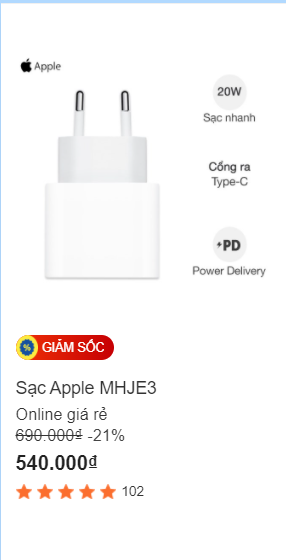 Apple
20W
Sạc nhanh
Cổng ra
Type-C
PD
Power Delivery
% GIẢM SỐC
Sạc Apple MHJE3
Online giá rẻ
690.000₫ -21%
540.000₫
102